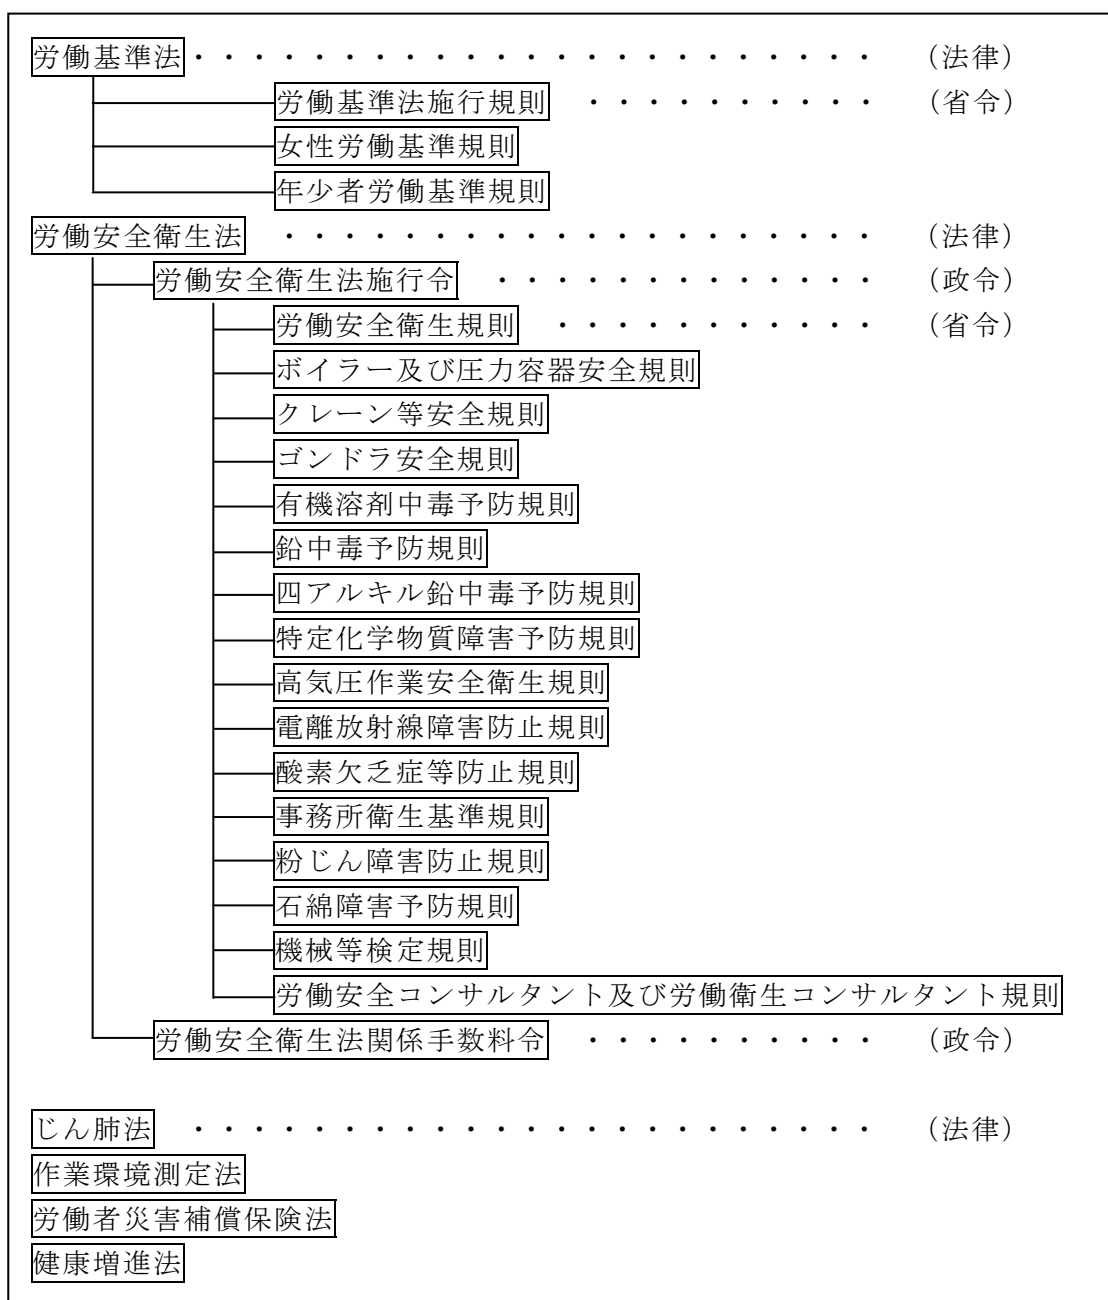 労働基準法・・・・・・・・・・・・・・・・・・・・・・・ （法律）
労働基準法施行規則 ・・・・・・・・・・ （省令）
女性労働基準規則
年少者労働基準規則
労働安全衛生法 ・・・・・・・・・・・・・・・・・・・・ （法律）
労働安全衛生法施行令 ・・・・・・・・・・・・・ （政令）
労働安全衛生規則 ・・・・・・・・・・・ （省令）
ボイラー及び圧力容器安全規則
クレーン等安全規則
ゴンドラ安全規則
有機溶剤中毒予防規則
鉛中毒予防規則
四アルキル鉛中毒予防規則
特定化学物質障害予防規則
高気圧作業安全衛生規則
電離放射線障害防止規則
酸素欠乏症等防止規則
事務所衛生基準規則
粉じん障害防止規則
石綿障害予防規則
機械等検定規則
労働安全コンサルタント及び労働衛生コンサルタント規則
労働安全衛生法関係手数料令 ・・・・・・・・・・ （政令）
じん肺法 ・・・・・・・・・・・・・・・・・・・・・・・ （法律）
作業環境測定法
労働者災害補償保険法
健康増進法